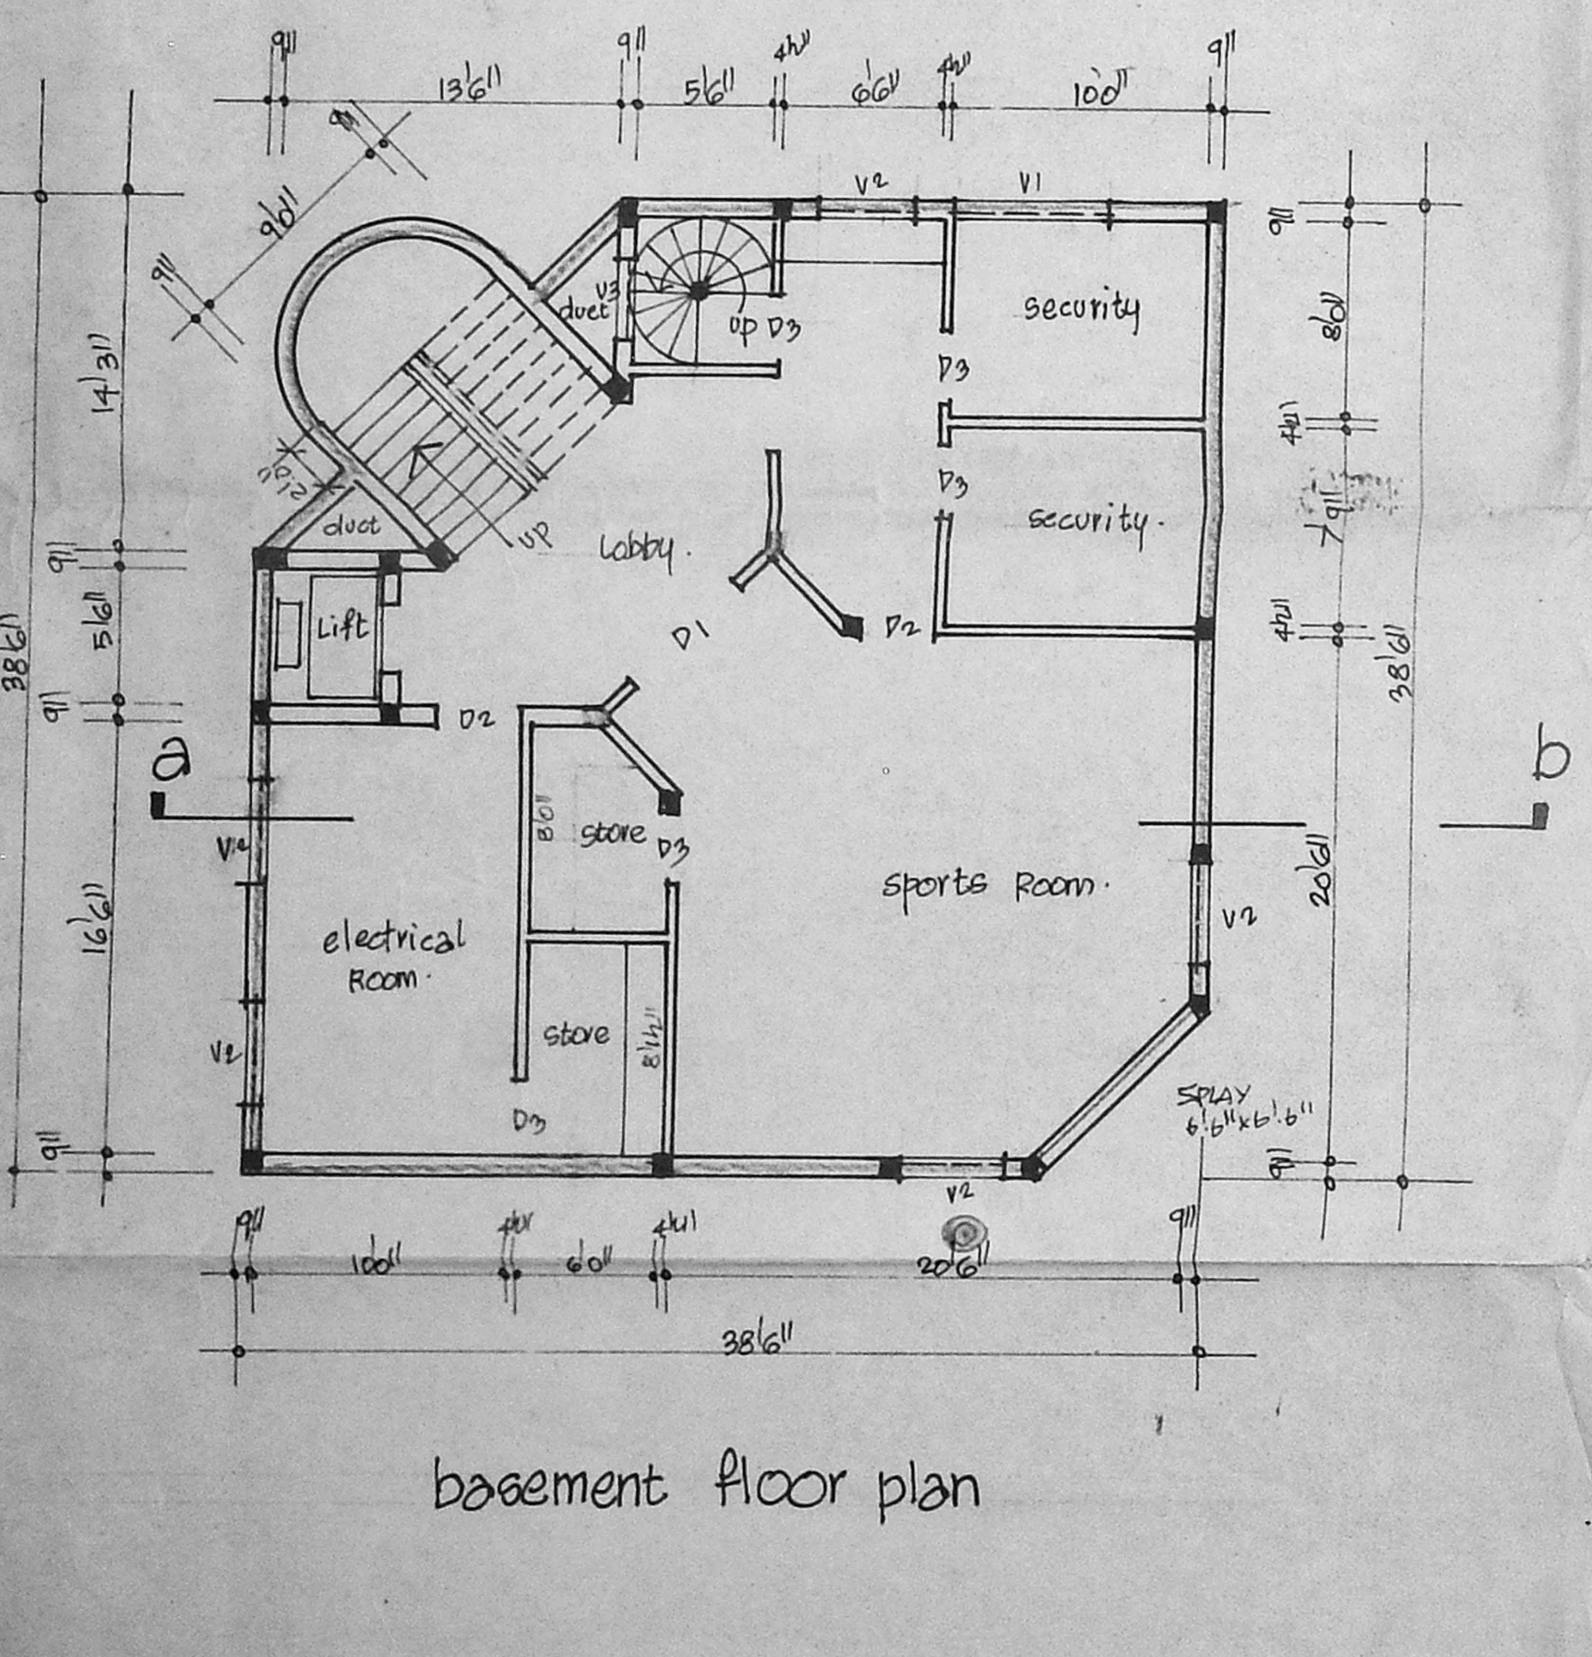 9" 13'6" 9" 5'6" 4½" 6'6" 4½" 10'0" 9"
9" 9'0" 9"
V2 V1
duct V3
up D3
security
D3
D3
security.
2'0"
duct
up
Lobby.
Lift
D1
D2
D2
store
8'0"
D3
sports Room.
electrical
Room.
store
8'1½"
D3
V2
V2
V2
V2
a
b
SPLAY
6'.6"x6'.6"
14'3"
9"
5'6"
9"
16'6"
9"
38'6"
9"
8'0"
4½"
7'9"
4½"
20'6"
9"
38'6"
9" 10'0" 4½" 6'0" 4½" 20'6" 9"
38'6"
basement floor plan